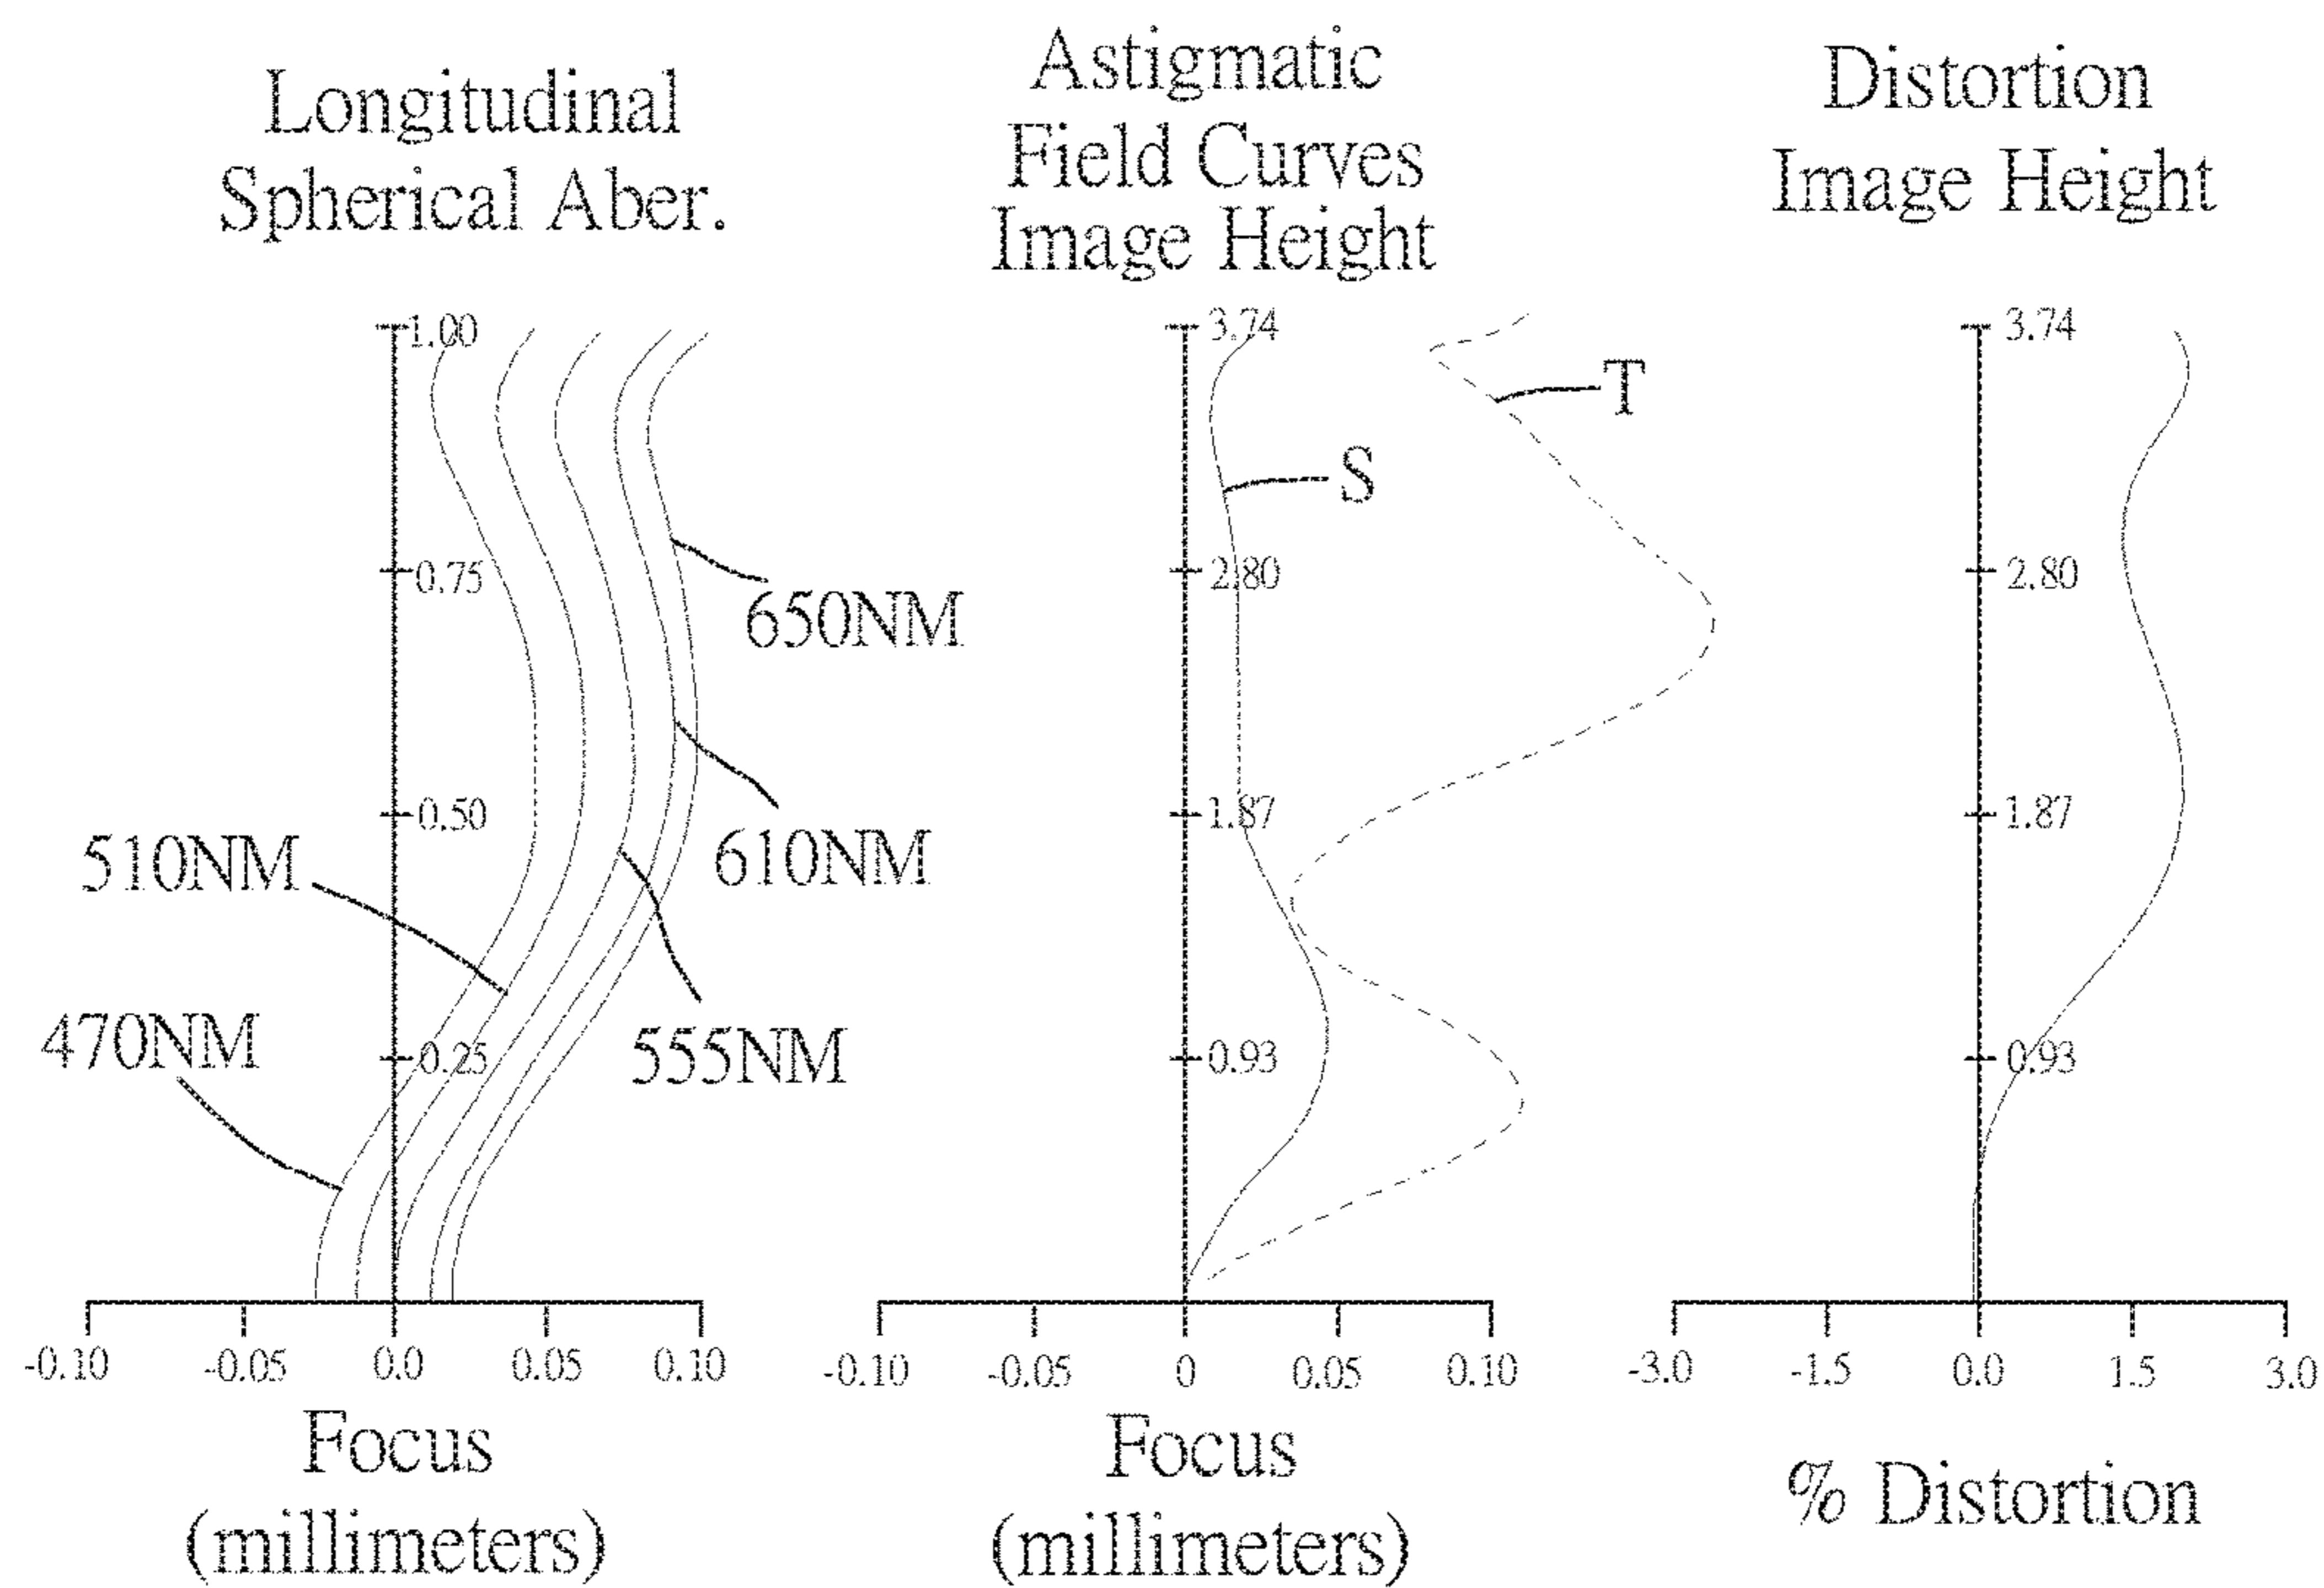 Longitudinal
Spherical Aber.
1.00
0.75
0.50
0.25
650NM
610NM
555NM
510NM
470NM
-0.10 -0.05 0.0 0.05 0.10
Focus
(millimeters)
Astigmatic
Field Curves
Image Height
3.74
T
S
2.80
1.87
0.93
-0.10 -0.05 0 0.05 0.10
Focus
(millimeters)
Distortion
Image Height
3.74
2.80
1.87
0.93
-3.0 -1.5 0.0 1.5 3.0
% Distortion